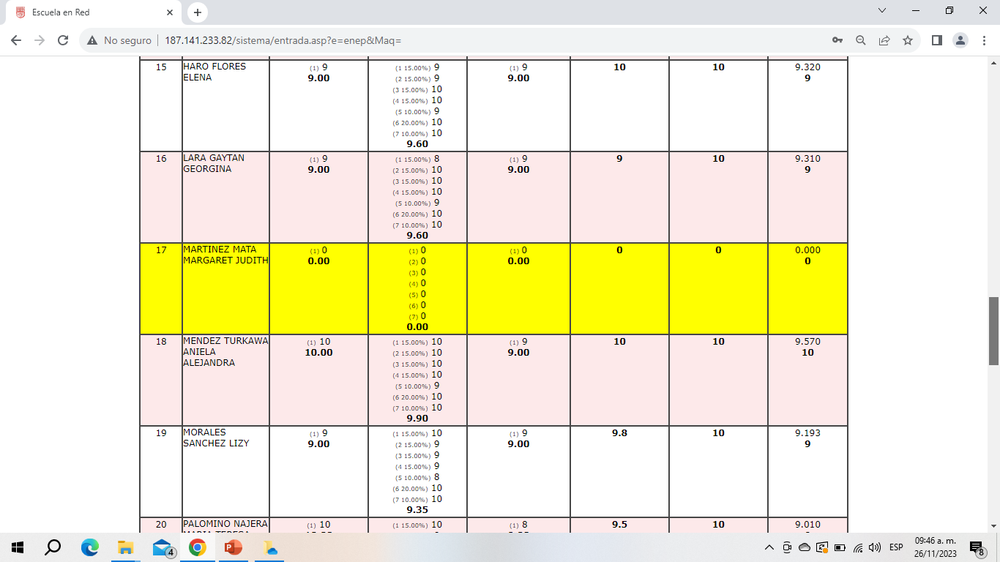 Escuela en Red
No seguro 187.141.233.82/sistema/entrada.asp?e=enep&Maq=
15 HARO FLORES (1) 9 (1 15.00%) 9 (1) 9 10 10 9.320
ELENA 9.00 (2 15.00%) 9 9.00 9
(3 15.00%) 10
(4 15.00%) 10
(5 10.00%) 9
(6 20.00%) 10
(7 10.00%) 10
9.60
16 LARA GAYTAN (1) 9 (1 15.00%) 8 (1) 9 9 10 9.310
GEORGINA 9.00 (2 15.00%) 10 9.00 9
(3 15.00%) 10
(4 15.00%) 10
(5 10.00%) 9
(6 20.00%) 10
(7 10.00%) 10
9.60
17 MARTINEZ MATA (1) 0 (1) 0 (1) 0 0 0 0.000
MARGARET JUDITH 0.00 (2) 0 0.00 0
(3) 0
(4) 0
(5) 0
(6) 0
(7) 0
0.00
18 MENDEZ TURKAWA (1) 10 (1 15.00%) 10 (1) 9 10 10 9.570
ANIELA 10.00 (2 15.00%) 10 9.00 10
ALEJANDRA (3 15.00%) 10
(4 15.00%) 10
(5 10.00%) 9
(6 20.00%) 10
(7 10.00%) 10
9.90
19 MORALES (1) 9 (1 15.00%) 10 (1) 9 9.8 10 9.193
SANCHEZ LIZY 9.00 (2 15.00%) 9 9.00 9
(3 15.00%) 9
(4 15.00%) 9
(5 10.00%) 8
(6 20.00%) 10
(7 10.00%) 10
9.35
20 PALOMINO NAJERA (1) 10 (1 15.00%) 10 (1) 8 9.5 10 9.010
4 ESP 09:46 a. m.
26/11/2023 8